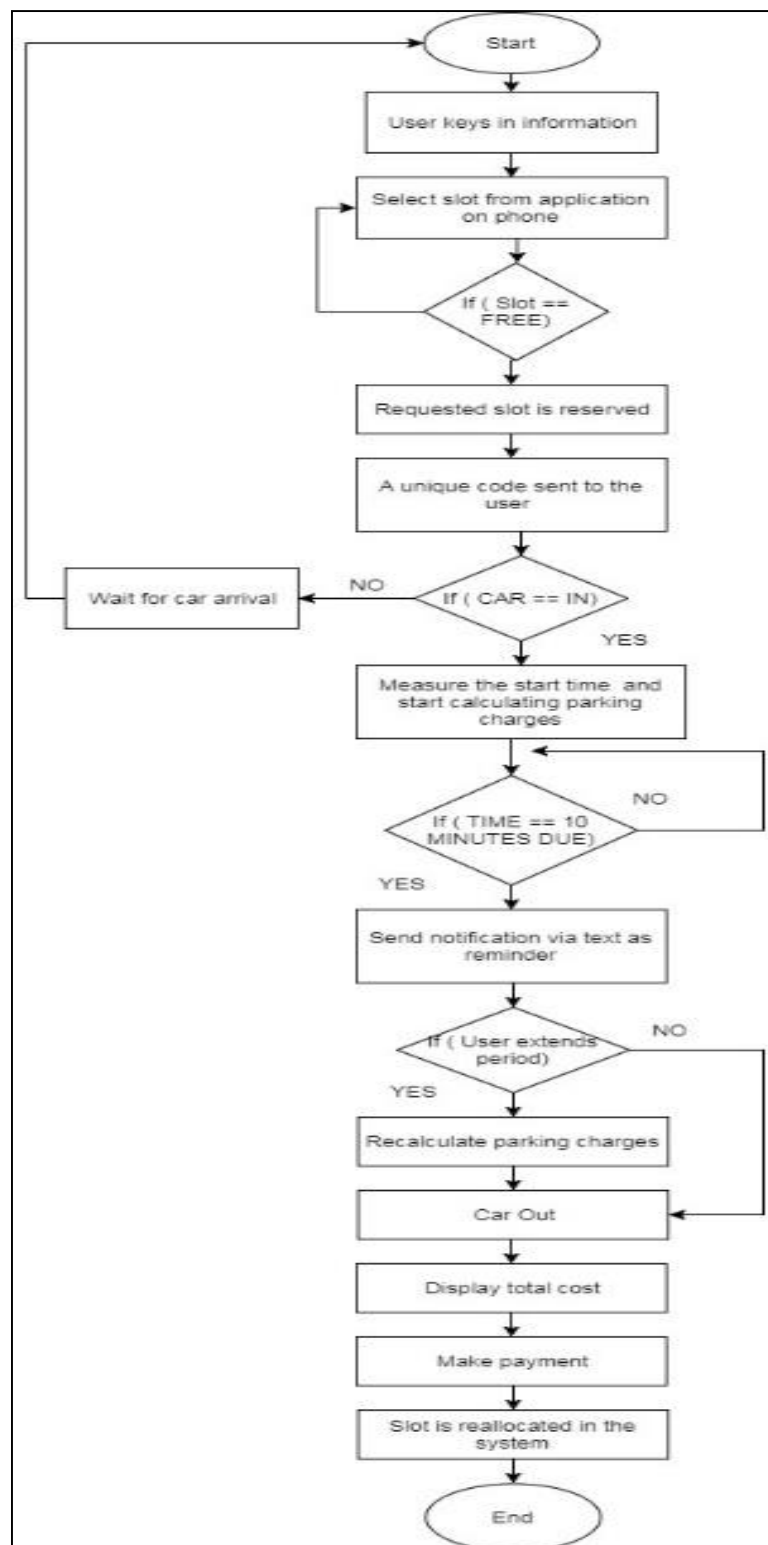 Start
User keys in information
Select slot from application
on phone
If ( Slot ==
FREE)
Requested slot is reserved
A unique code sent to the
user
If ( CAR == IN)
NO
Wait for car arrival
YES
Measure the start time and
start calculating parking
charges
If ( TIME == 10
MINUTES DUE)
NO
YES
Send notification via text as
reminder
If ( User extends
period)
NO
YES
Recalculate parking charges
Car Out
Display total cost
Make payment
Slot is reallocated in the
system
End